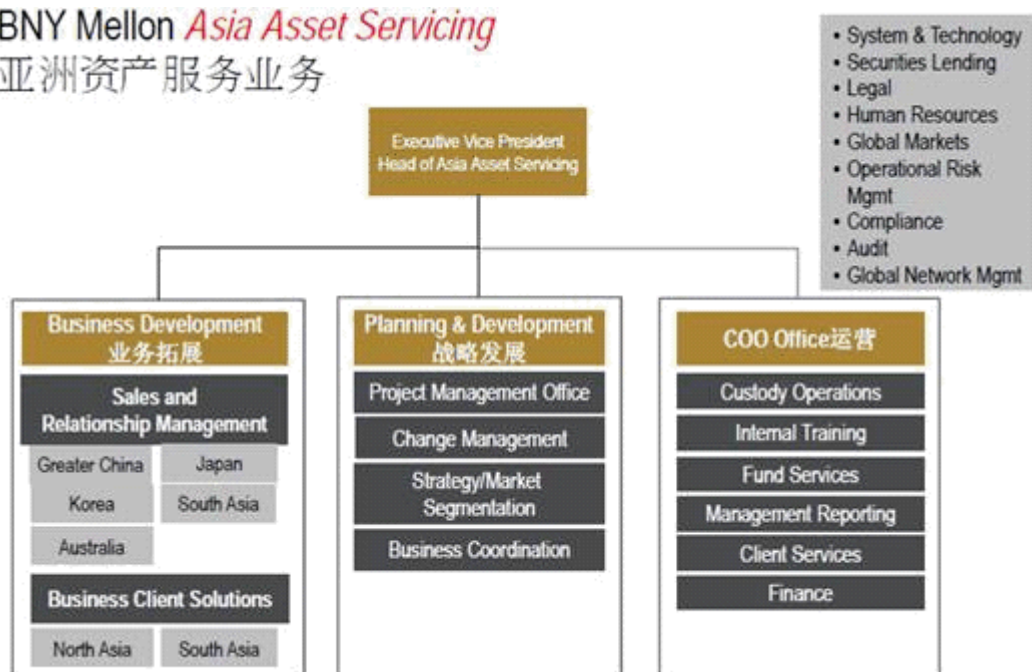 BNY Mellon Asia Asset Servicing
亚洲资产服务业务
• System & Technology
• Securities Lending
• Legal
• Human Resources
• Global Markets
• Operational Risk
Mgmt
• Compliance
• Audit
• Global Network Mgmt
Executive Vice President
Head of Asia Asset Servicing
Business Development
业务拓展
Sales and
Relationship Management
Greater China
Japan
Korea
South Asia
Australia
Business Client Solutions
North Asia
South Asia
Planning & Development
战略发展
Project Management Office
Change Management
Strategy/Market
Segmentation
Business Coordination
COO Office运营
Custody Operations
Internal Training
Fund Services
Management Reporting
Client Services
Finance